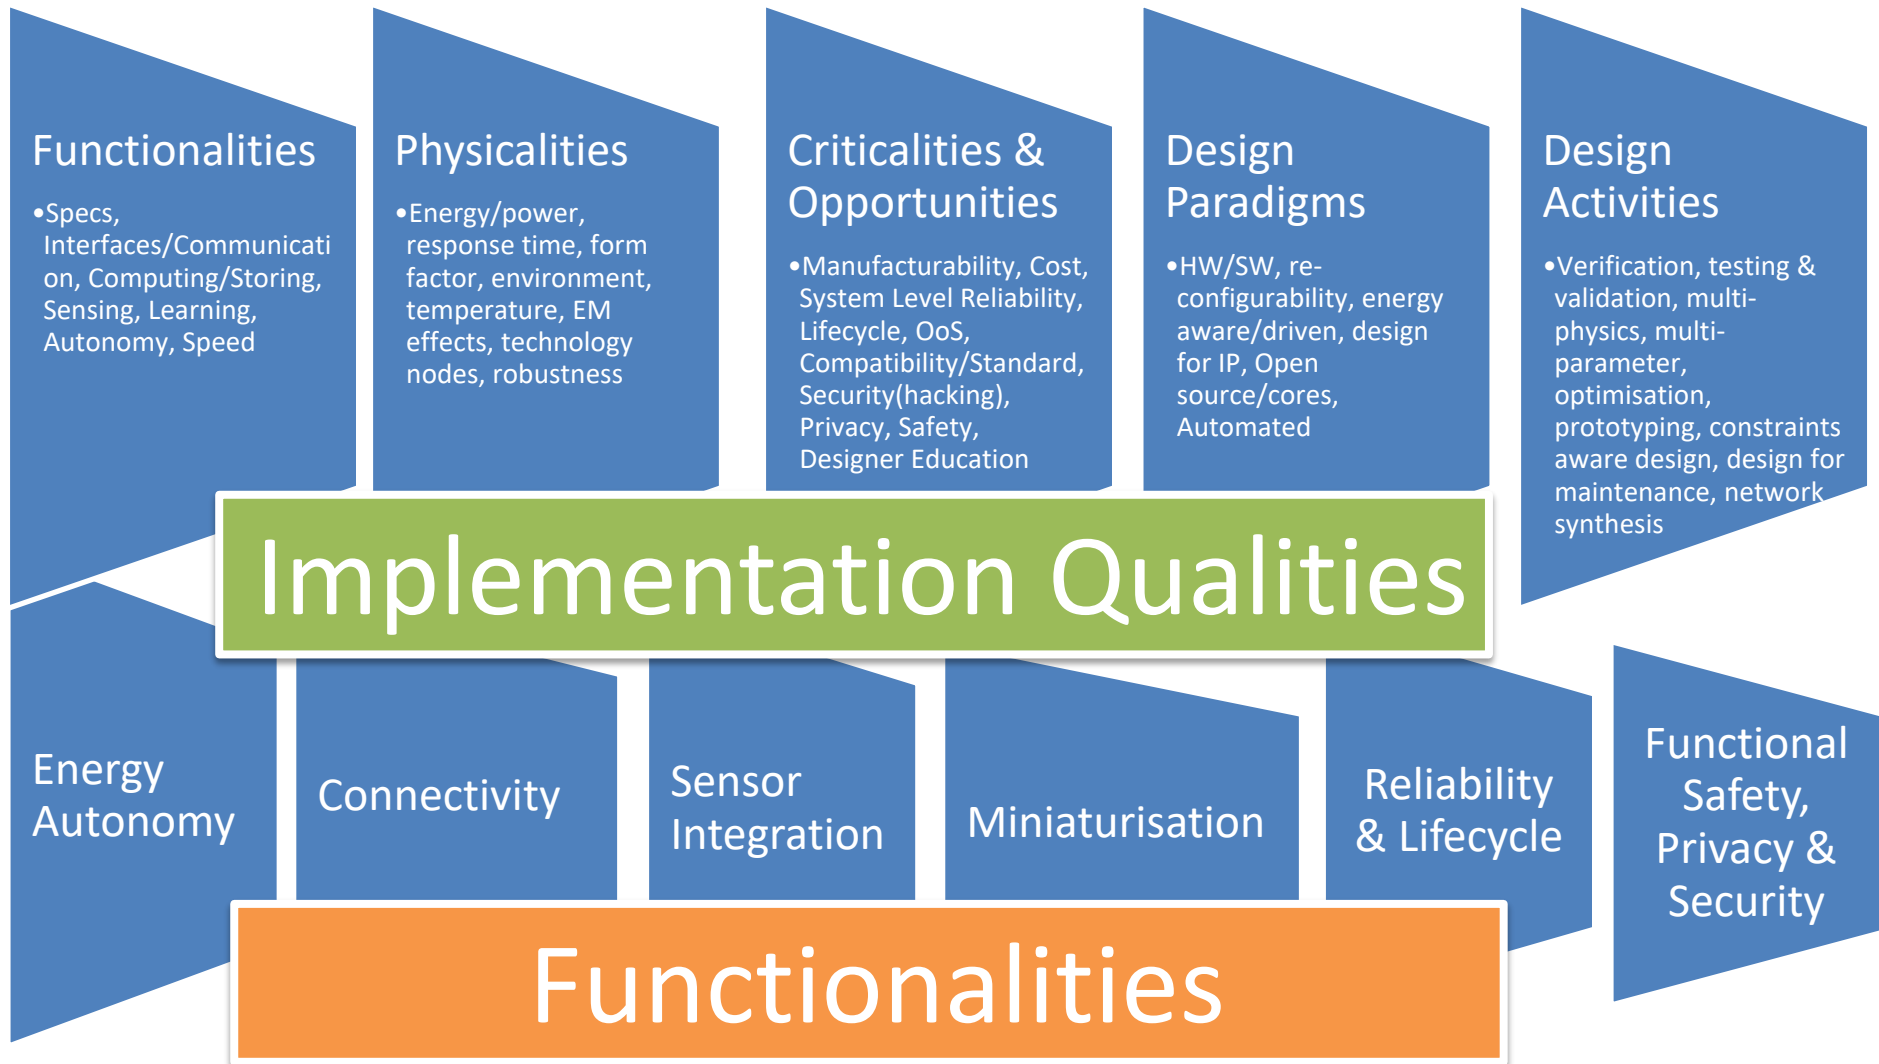 Functionalities
•Specs,
Interfaces/Communicati
on, Computing/Storing,
Sensing, Learning,
Autonomy, Speed
Physicalities
•Energy/power,
response time, form
factor, environment,
temperature, EM
effects, technology
nodes, robustness
Criticalities &
Opportunities
•Manufacturability, Cost,
System Level Reliability,
Lifecycle, OoS,
Compatibility/Standard,
Security(hacking),
Privacy, Safety,
Designer Education
Design
Paradigms
•HW/SW, re-
configurability, energy
aware/driven, design
for IP, Open
source/cores,
Automated
Design
Activities
•Verification, testing &
validation, multi-
physics, multi-
parameter,
optimisation,
prototyping, constraints
aware design, design for
maintenance, network
synthesis
Implementation Qualities
Energy
Autonomy
Connectivity
Sensor
Integration
Miniaturisation
Reliability
& Lifecycle
Functional
Safety,
Privacy &
Security
Functionalities